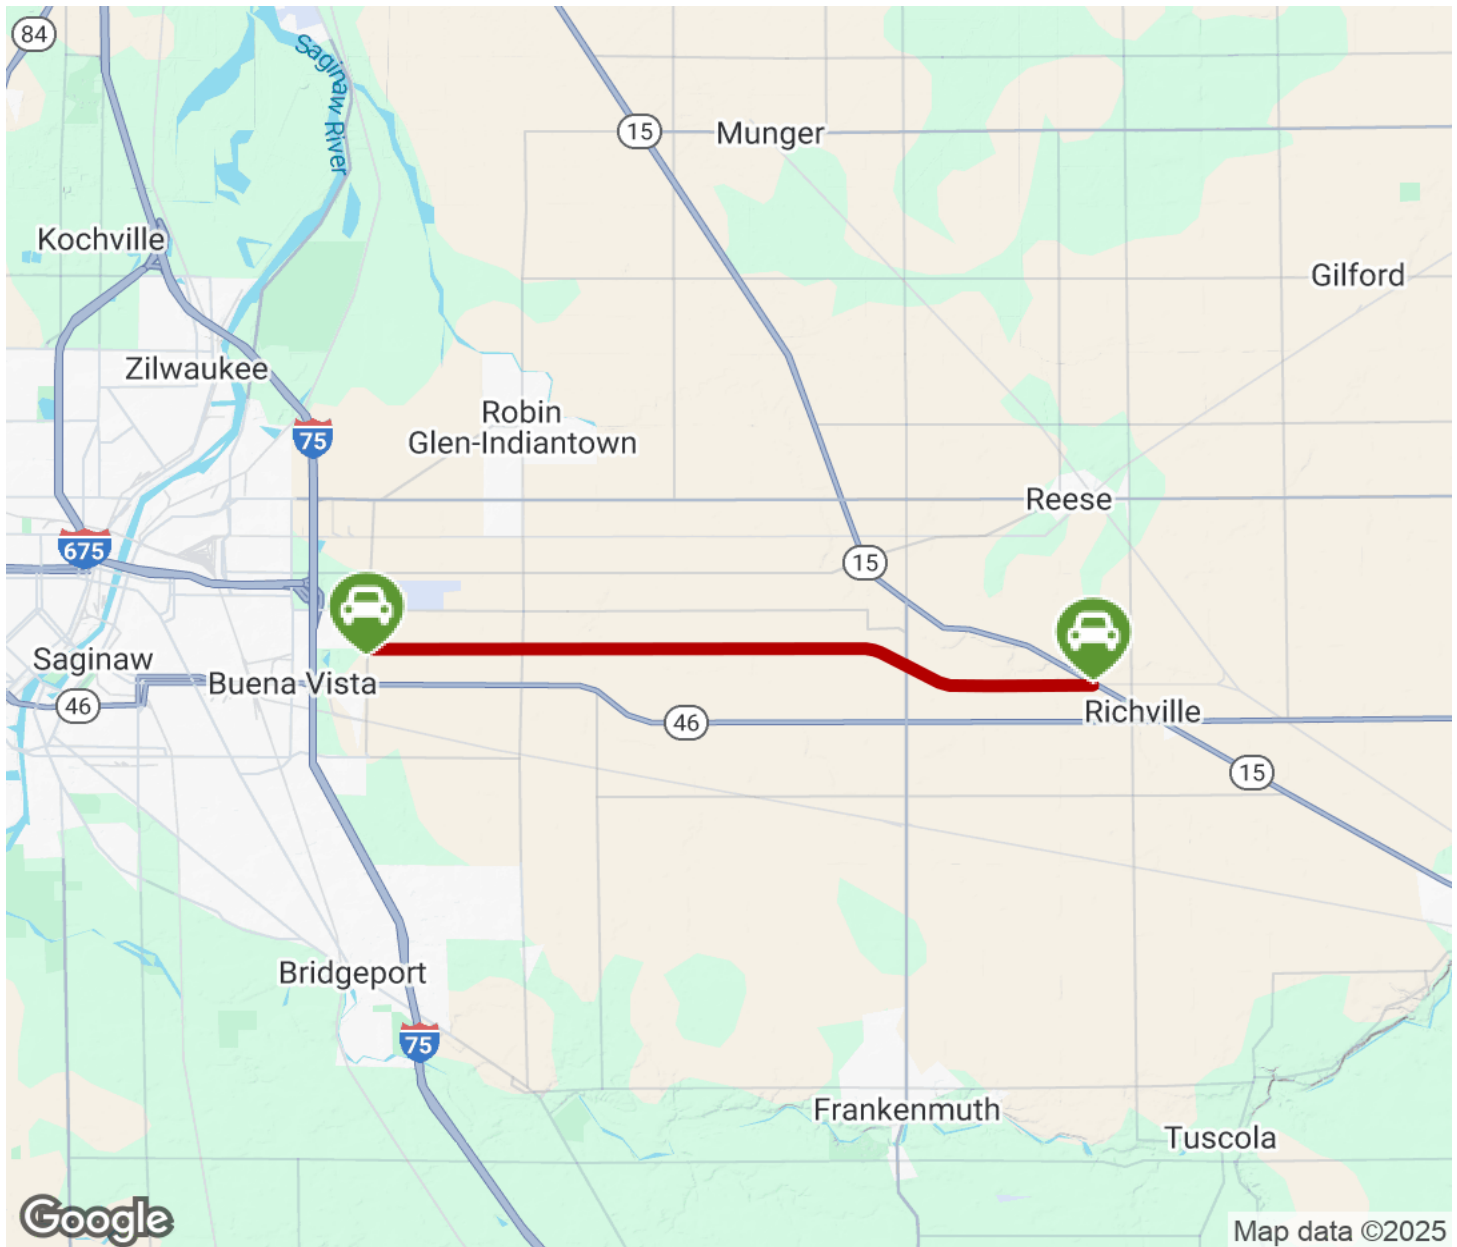 84
Saginaw River
15
Munger
Kochville
Gilford
Zilwaukee
Robin
Glen-Indiantown
75
Reese
675
15
Saginaw
Buena Vista
46
46
Richville
15
Bridgeport
75
Frankenmuth
Tuscola
Google
Map data ©2025